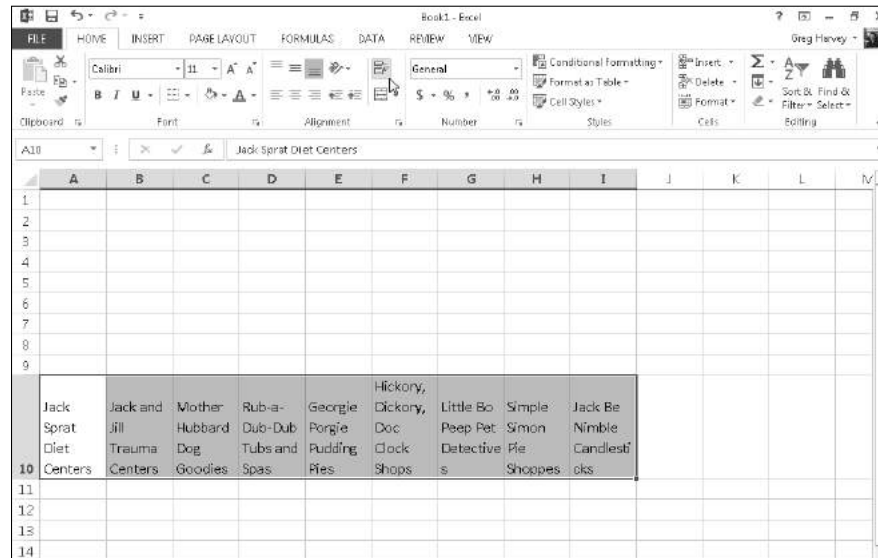 Book1 - Excel
FILE HOME INSERT PAGE LAYOUT FORMULAS DATA REVIEW VIEW Greg Harvey
Calibri 11 A A General Conditional Formatting Insert Σ A Z
Paste B I U A $ % , .0 .00 Format as Table Delete Sort & Find &
Cell Styles Format Filter Select
Clipboard Font Alignment Number Styles Cells Editing
A10 fx Jack Sprat Diet Centers
A B C D E F G H I J K L M
1
2
3
4
5
6
7
8
9
Hickory,
Jack Jack and Mother Rub-a- Georgie Dickory, Little Bo Simple Jack Be
Sprat Jill Hubbard Dub-Dub Porgie Doc Peep Pet Simon Nimble
Diet Trauma Dog Tubs and Pudding Clock Detective Pie Candlesti
10 Centers Centers Goodies Spas Pies Shops s Shoppes cks
11
12
13
14